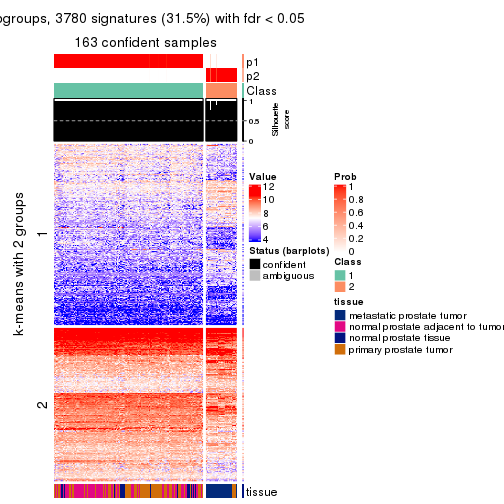 ogroups, 3780 signatures (31.5%) with fdr < 0.05
163 confident samples
p1
p2
Class
1
0.5
0
Silhouette
score
k-means with 2 groups
1
2
Value
12
10
8
6
4
Status (barplots)
confident
ambiguous
Prob
1
0.8
0.6
0.4
0.2
0
Class
1
2
tissue
metastatic prostate tumor
normal prostate adjacent to tumor
normal prostate tissue
primary prostate tumor
tissue